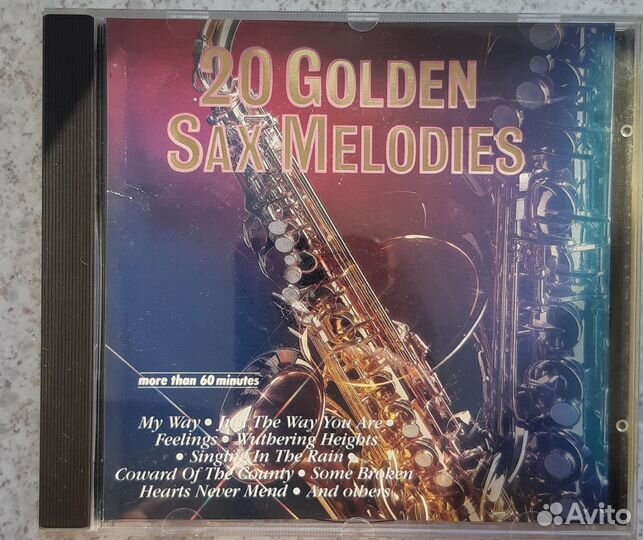 20 GOLDEN
SAX MELODIES
more than 60 minutes
My Way • Just The Way You Are •
Feelings • Wuthering Heights
• Singing In The Rain •
Coward Of The County • Some Broken
Hearts Never Mend • And others
Avito